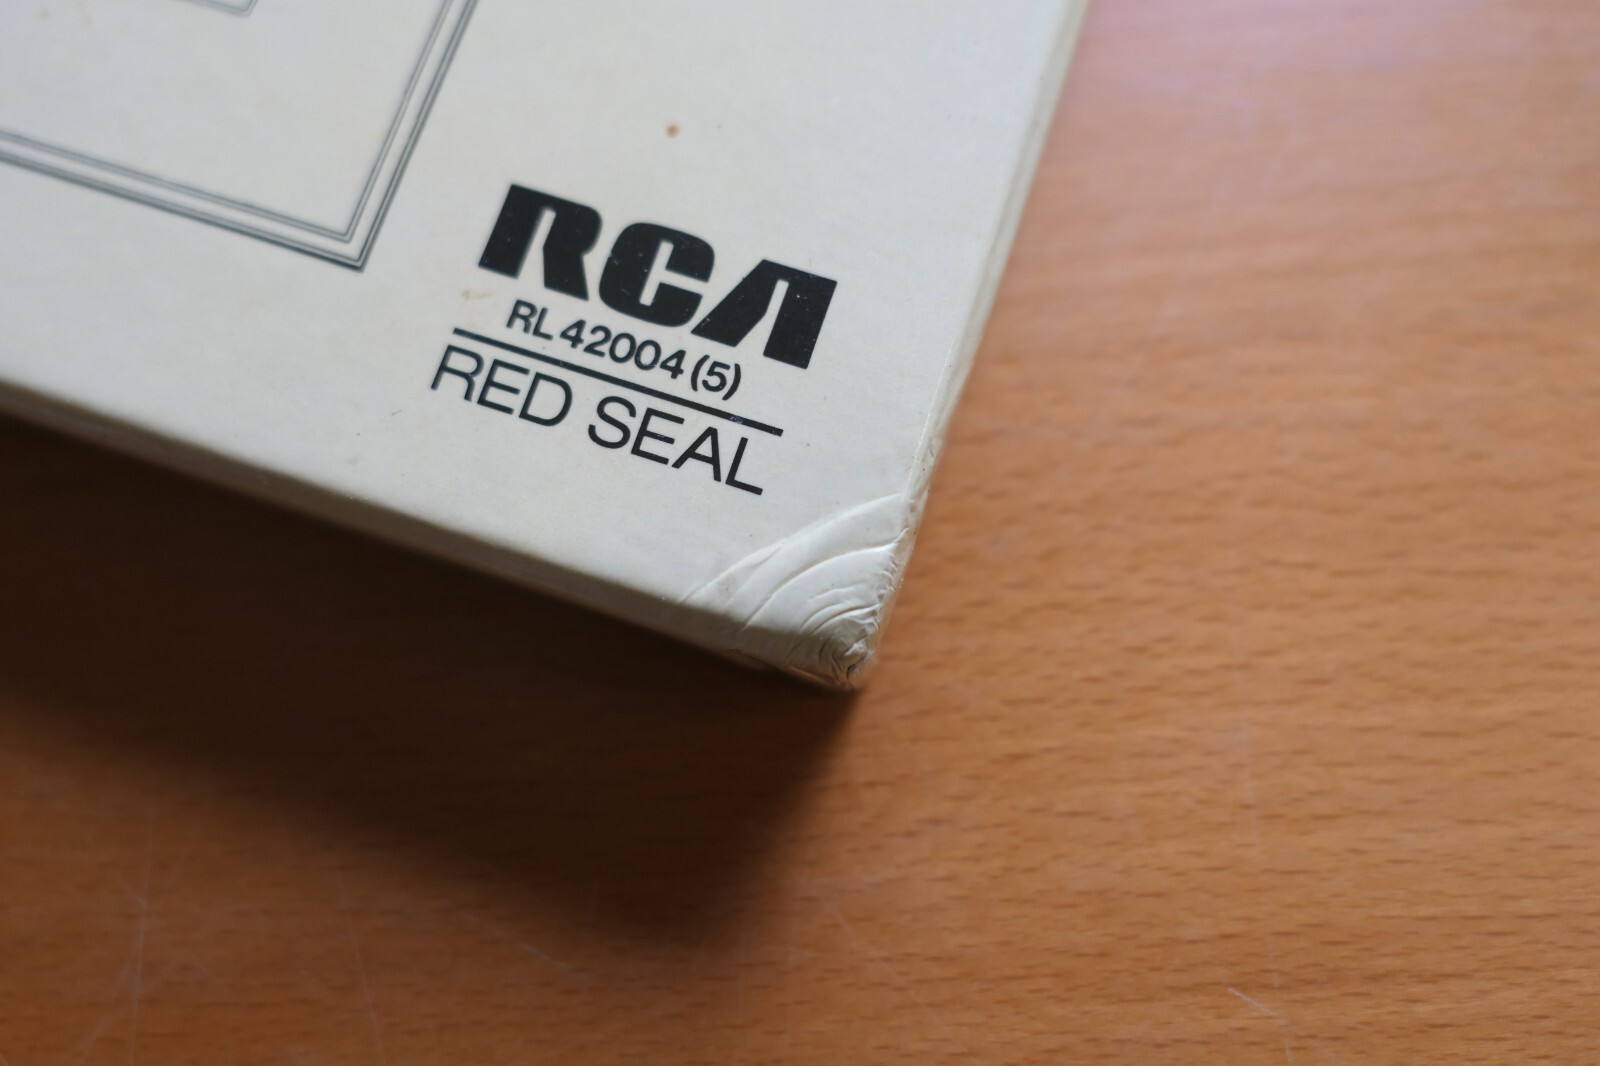 RCA
RL 42004 (5)
RED SEAL